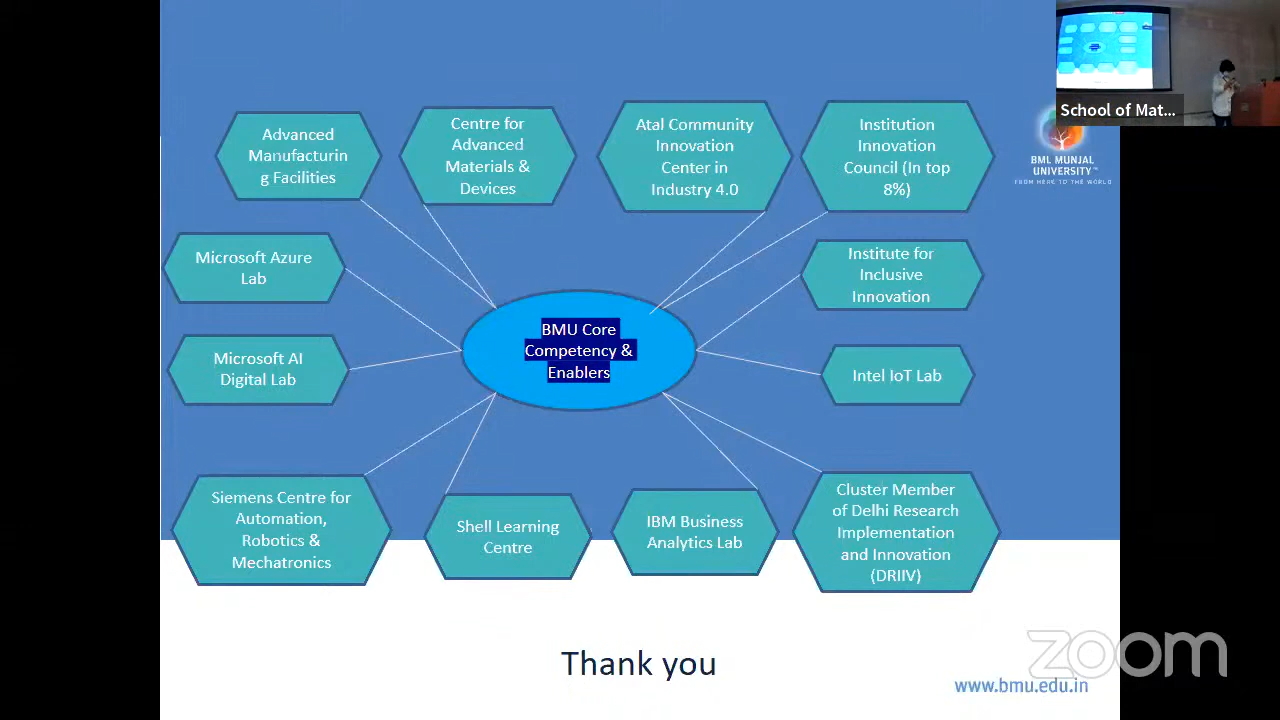 School of Mat...
Advanced
Manufacturin
g Facilities
Centre for
Advanced
Materials &
Devices
Atal Community
Innovation
Center in
Industry 4.0
Institution
Innovation
Council (In top
8%)
BML MUNJAL
UNIVERSITY™
FROM HERE TO THE WORLD
Microsoft Azure
Lab
Institute for
Inclusive
Innovation
BMU Core
Competency &
Enablers
Microsoft AI
Digital Lab
Intel IoT Lab
Siemens Centre for
Automation,
Robotics &
Mechatronics
Shell Learning
Centre
IBM Business
Analytics Lab
Cluster Member
of Delhi Research
Implementation
and Innovation
(DRIIV)
Thank you
zoom
www.bmu.edu.in